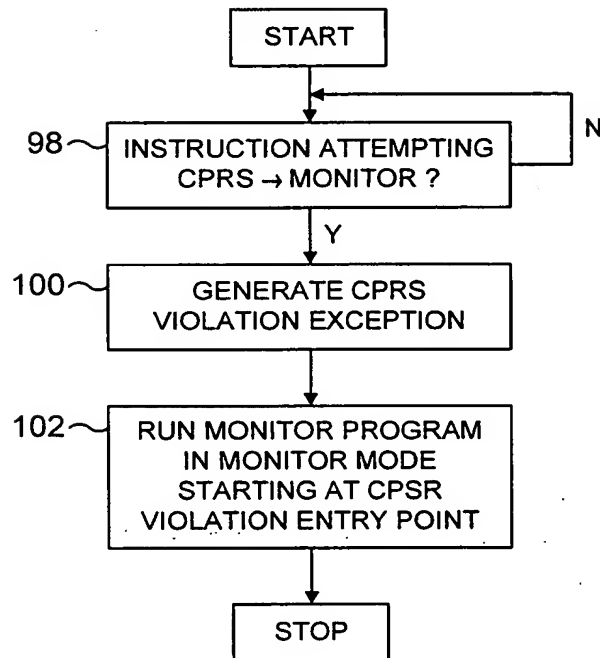 START
N
98
INSTRUCTION ATTEMPTING
CPRS → MONITOR ?
Y
100
GENERATE CPRS
VIOLATION EXCEPTION
102
RUN MONITOR PROGRAM
IN MONITOR MODE
STARTING AT CPSR
VIOLATION ENTRY POINT
STOP